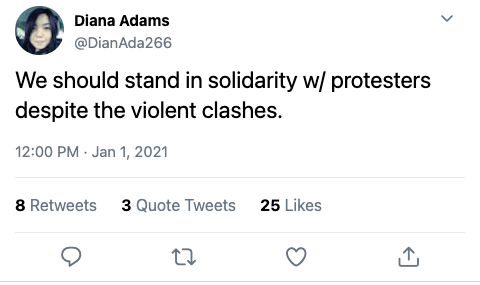 Diana Adams
@DianAda266
We should stand in solidarity w/ protesters
despite the violent clashes.
12:00 PM · Jan 1, 2021
8 Retweets 3 Quote Tweets 25 Likes